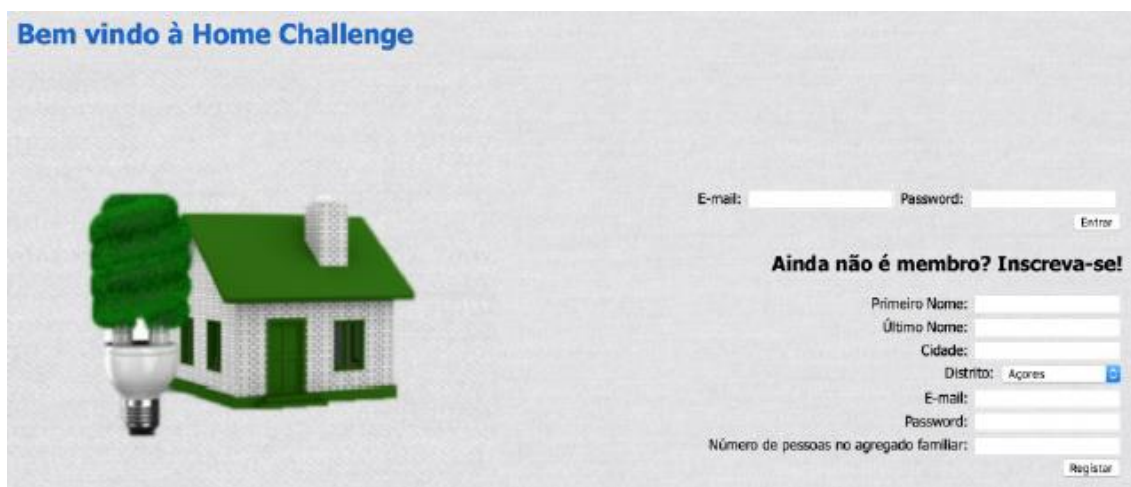 Bem vindo à Home Challenge
E-mail: Password:
Entrar
Ainda não é membro? Inscreva-se!
Primeiro Nome:
Último Nome:
Cidade:
Distrito: Açores
E-mail:
Password:
Número de pessoas no agregado familiar:
Registar